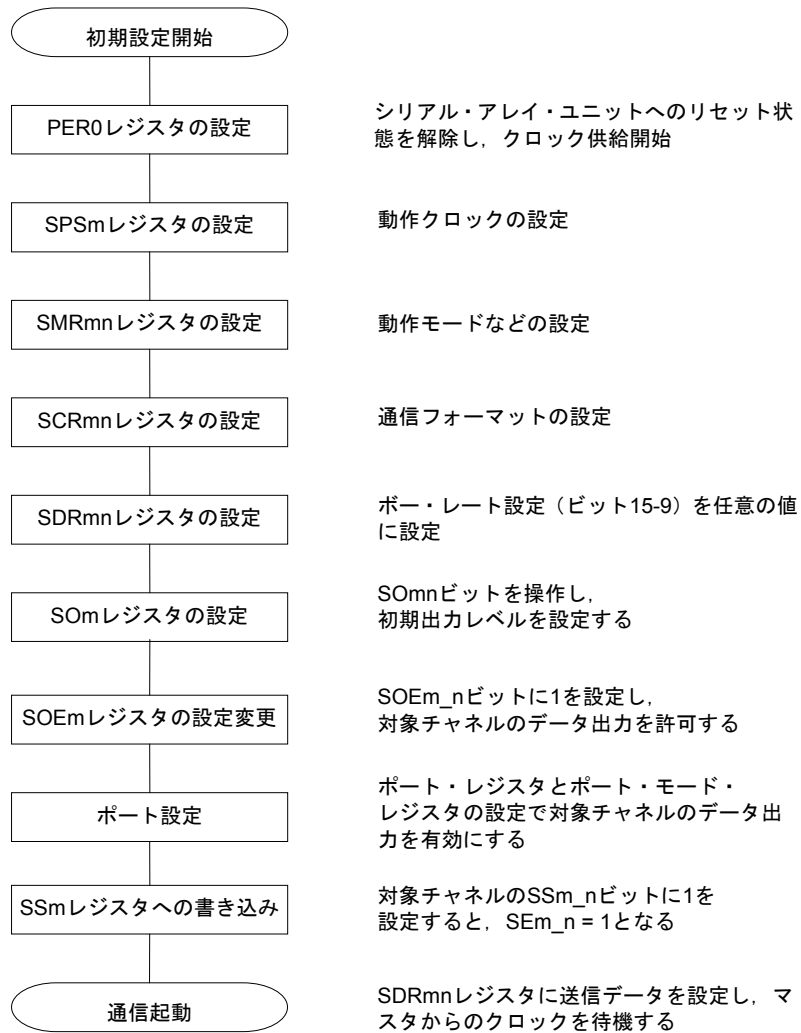 初期設定開始
PER0レジスタの設定
シリアル・アレイ・ユニットへのリセット状
態を解除し，クロック供給開始
SPSmレジスタの設定
動作クロックの設定
SMRmnレジスタの設定
動作モードなどの設定
SCRmnレジスタの設定
通信フォーマットの設定
SDRmnレジスタの設定
ボー・レート設定（ビット15-9）を任意の値
に設定
SOmレジスタの設定
SOmnビットを操作し，
初期出力レベルを設定する
SOEmレジスタの設定変更
SOEm_nビットに1を設定し，
対象チャネルのデータ出力を許可する
ポート設定
ポート・レジスタとポート・モード・
レジスタの設定で対象チャネルのデータ出
力を有効にする
SSmレジスタへの書き込み
対象チャネルのSSm_nビットに1を
設定すると，SEm_n = 1となる
通信起動
SDRmnレジスタに送信データを設定し，マ
スタからのクロックを待機する